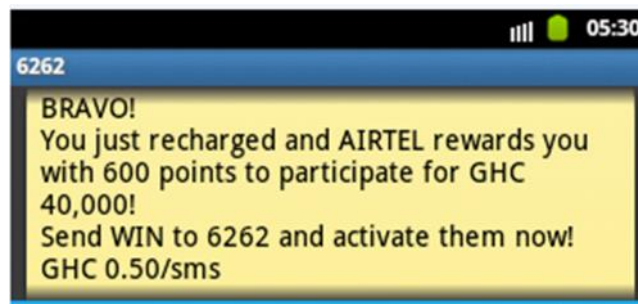 05:30
6262
BRAVO!
You just recharged and AIRTEL rewards you
with 600 points to participate for GHC
40,000!
Send WIN to 6262 and activate them now!
GHC 0.50/sms